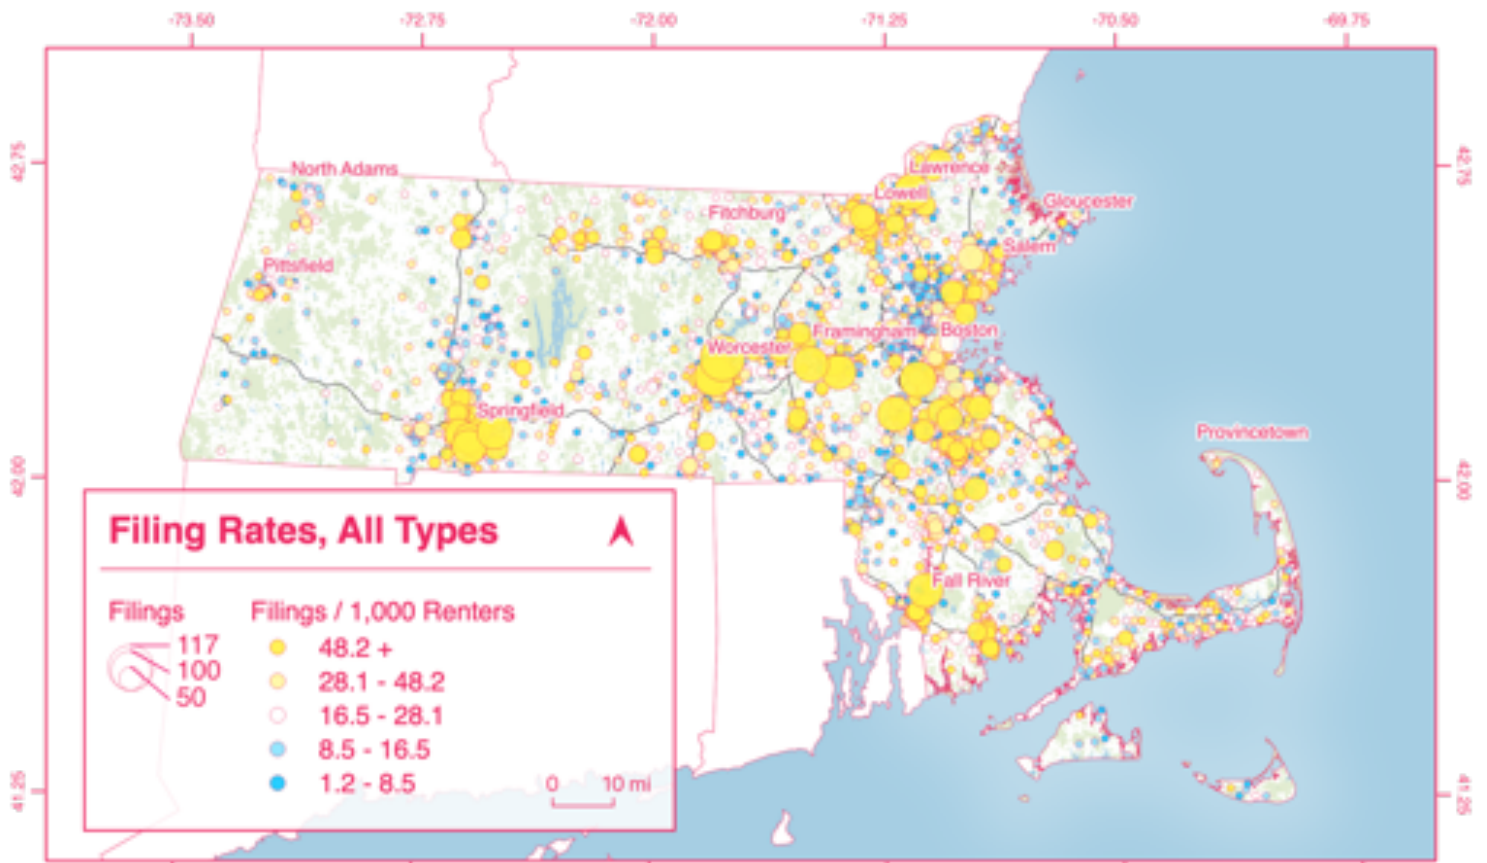 -73.50 -72.75 -72.00 -71.25 -70.50 -69.75
42.75 42.75
42.00 42.00
41.25 41.25
North Adams
Lawrence
Lowell
Gloucester
Fitchburg
Salem
Pittsfield
Framingham
Boston
Worcester
Springfield
Provincetown
Fall River
Filing Rates, All Types
Filings
117
100
50
Filings / 1,000 Renters
48.2 +
28.1 - 48.2
16.5 - 28.1
8.5 - 16.5
1.2 - 8.5
0 10 mi